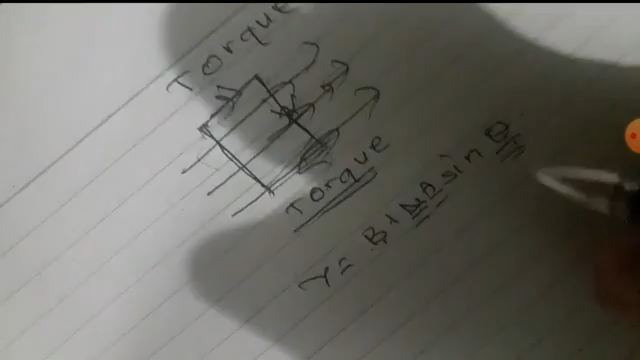 Torque
Torque
τ = BINA sin θ